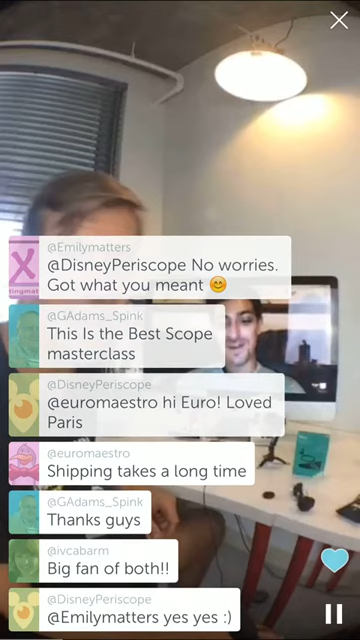 @Emilymatters
@DisneyPeriscope No worries.
Got what you meant 😊
X
tingmat
@GAdams_Spink
This Is the Best Scope
masterclass
@DisneyPeriscope
@euromaestro hi Euro! Loved
Paris
@euromaestro
Shipping takes a long time
@GAdams_Spink
Thanks guys
@ivcabarm
Big fan of both!!
@DisneyPeriscope
@Emilymatters yes yes :)